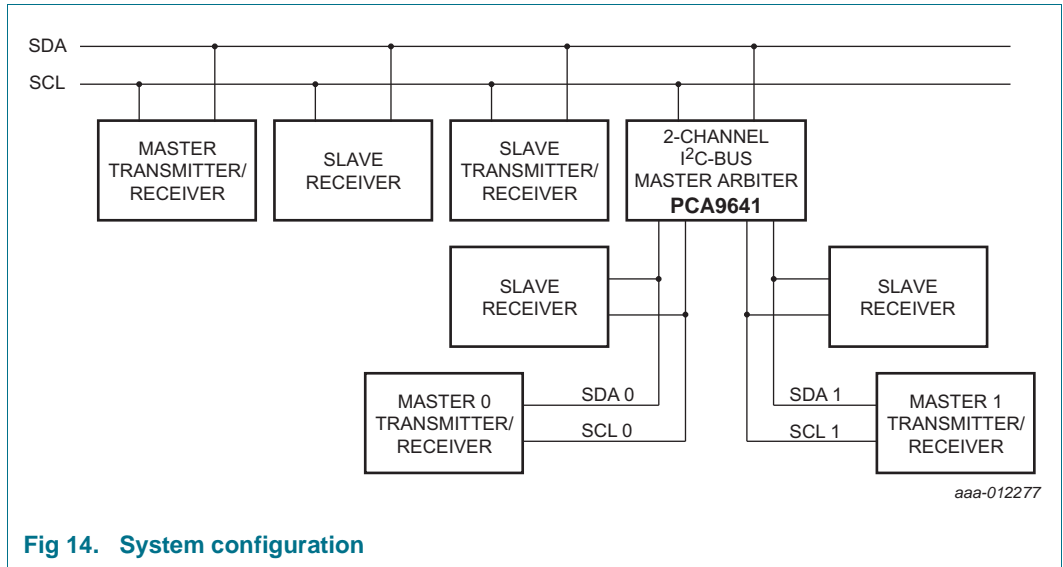 SDA
SCL
MASTER
TRANSMITTER/
RECEIVER
SLAVE
RECEIVER
SLAVE
TRANSMITTER/
RECEIVER
2-CHANNEL
I²C-BUS
MASTER ARBITER
PCA9641
SLAVE
RECEIVER
SLAVE
RECEIVER
MASTER 0
TRANSMITTER/
RECEIVER
SDA 0
SCL 0
SDA 1
SCL 1
MASTER 1
TRANSMITTER/
RECEIVER
aaa-012277
Fig 14. System configuration